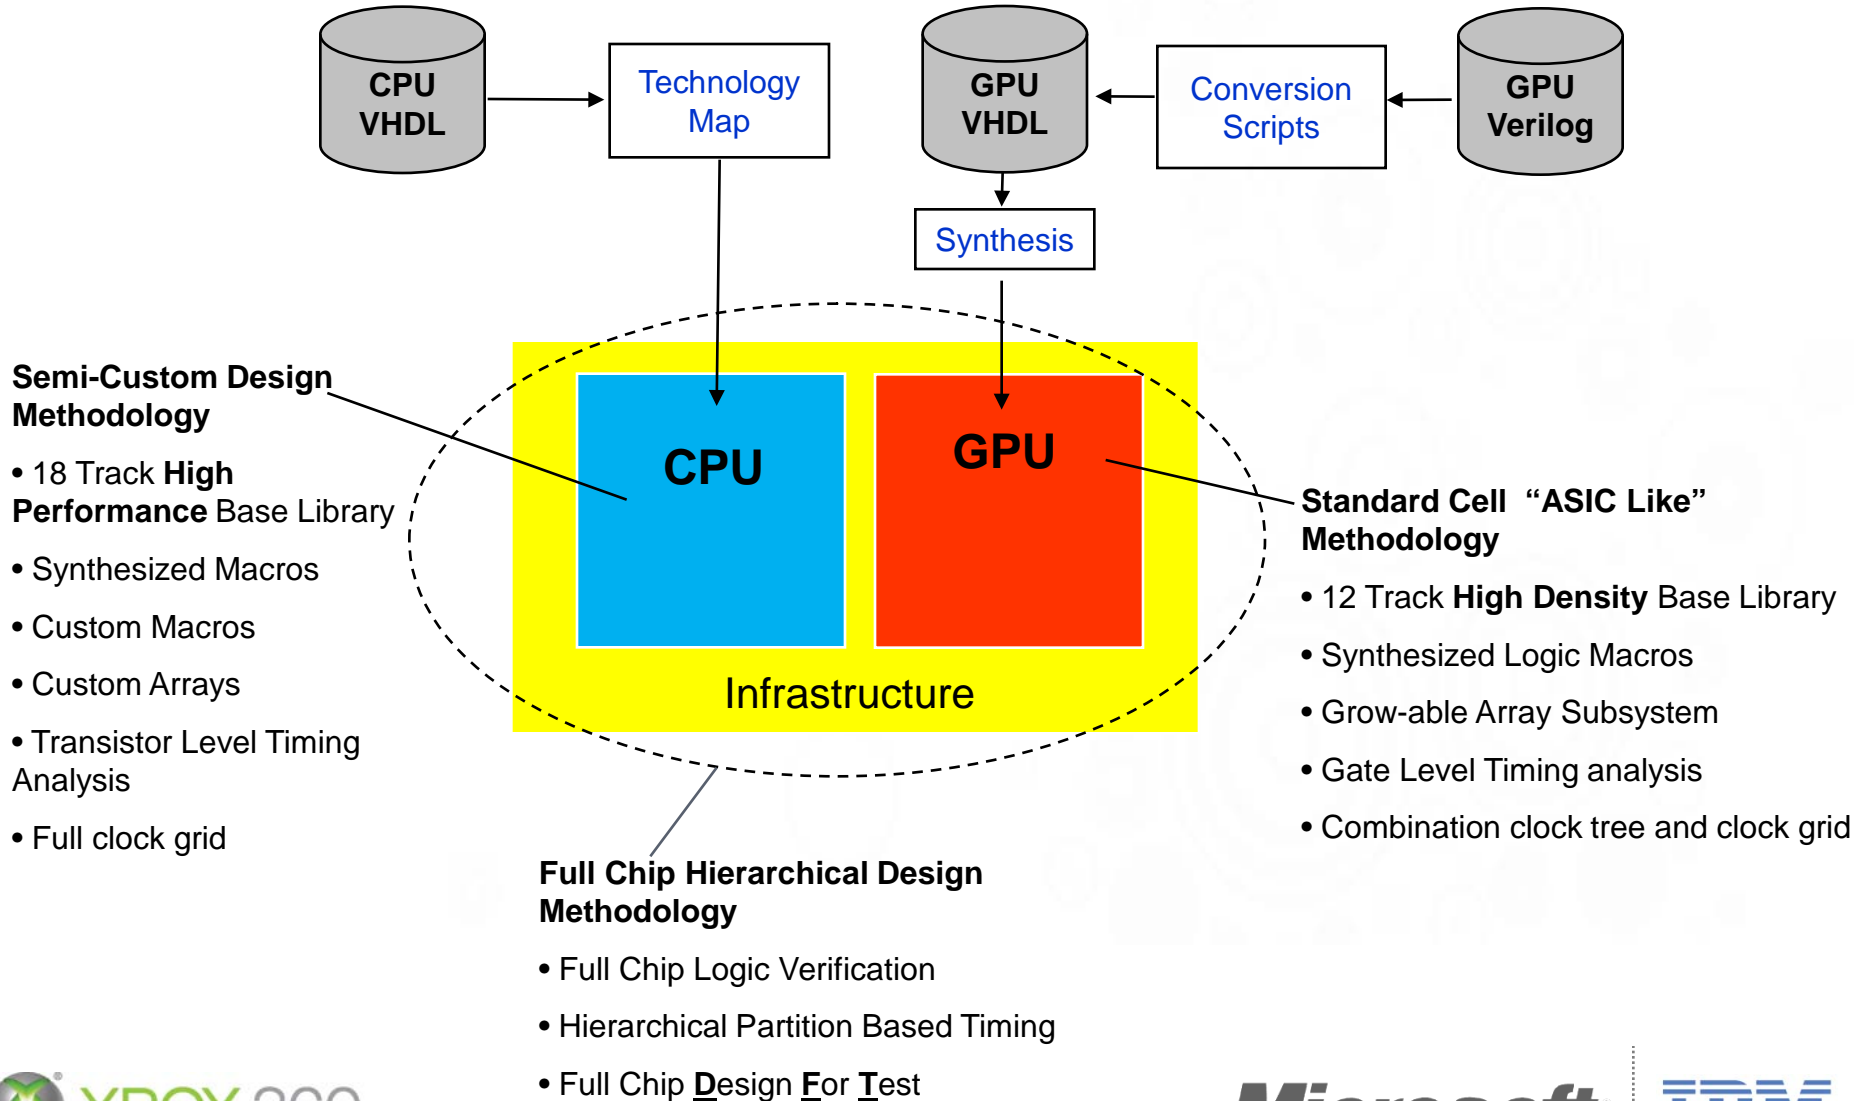 CPU
VHDL
Technology
Map
GPU
VHDL
Conversion
Scripts
GPU
Verilog
Synthesis
Semi-Custom Design
Methodology
• 18 Track High
Performance Base Library
• Synthesized Macros
• Custom Macros
• Custom Arrays
• Transistor Level Timing
Analysis
• Full clock grid
CPU
GPU
Infrastructure
Standard Cell “ASIC Like”
Methodology
• 12 Track High Density Base Library
• Synthesized Logic Macros
• Grow-able Array Subsystem
• Gate Level Timing analysis
• Combination clock tree and clock grid
Full Chip Hierarchical Design
Methodology
• Full Chip Logic Verification
• Hierarchical Partition Based Timing
• Full Chip Design For Test
XBOX 360
Microsoft
IBM